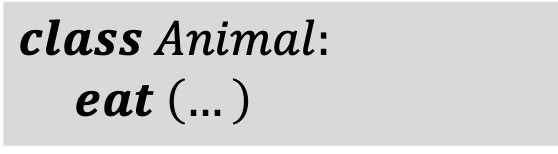 class Animal:
eat (... )